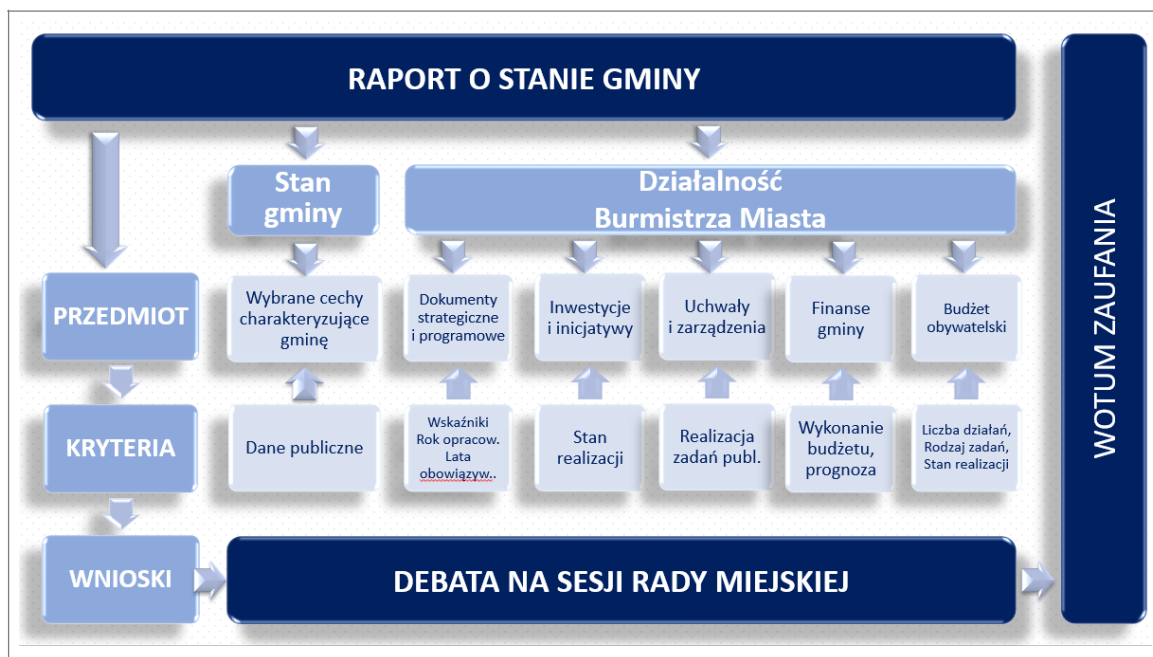 RAPORT O STANIE GMINY
Stan
gminy
Działalność
Burmistrza Miasta
PRZEDMIOT
Wybrane cechy
charakteryzujące
gminę
Dokumenty
strategiczne
i programowe
Inwestycje
i inicjatywy
Uchwały
i zarządzenia
Finanse
gminy
Budżet
obywatelski
KRYTERIA
Dane publiczne
Wskaźniki
Rok opracow.
Lata
obowiązyw..
Stan
realizacji
Realizacja
zadań publ.
Wykonanie
budżetu,
prognoza
Liczba działań,
Rodzaj zadań,
Stan realizacji
WNIOSKI
DEBATA NA SESJI RADY MIEJSKIEJ
WOTUM ZAUFANIA